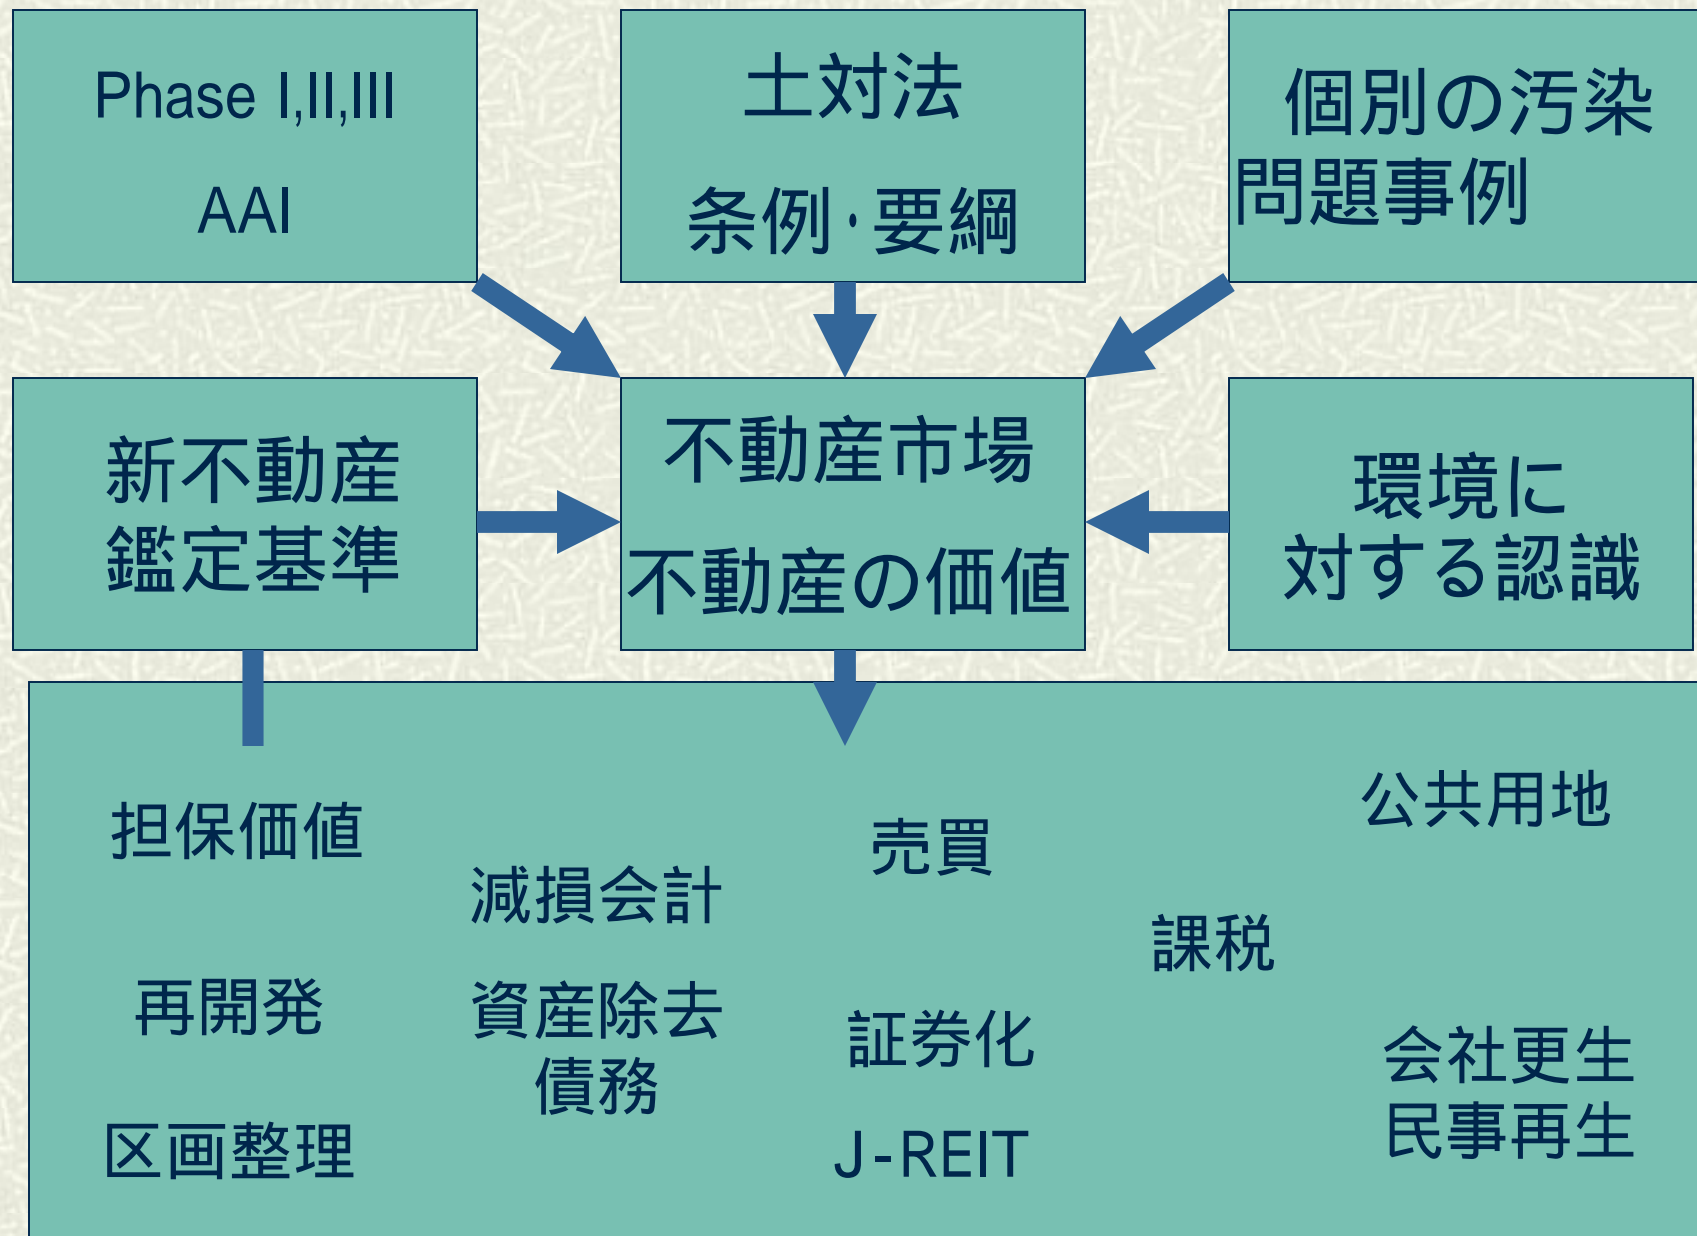 Phase I,II,III
AAI
土対法
条例・要綱
個別の汚染
問題事例
新不動産
鑑定基準
不動産市場
不動産の価値
環境に
対する認識
担保価値
再開発
区画整理
減損会計
資産除去
債務
売買
証券化
J-REIT
課税
公共用地
会社更生
民事再生